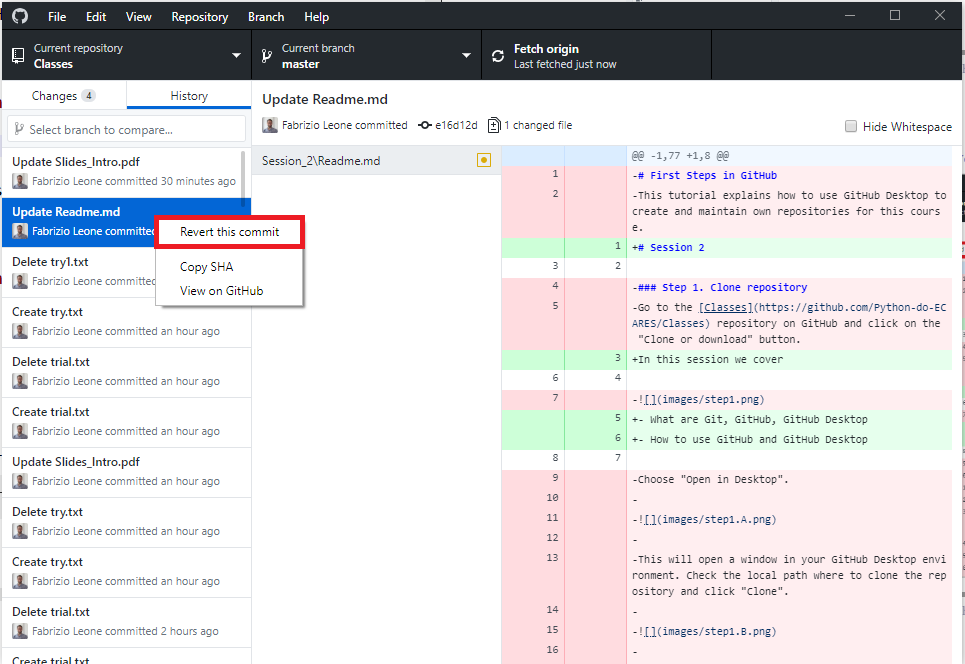 File Edit View Repository Branch Help
Current repository
Classes
Current branch
master
Fetch origin
Last fetched just now
Changes 4
History
Select branch to compare...
Update Slides_Intro.pdf
Fabrizio Leone committed 30 minutes ago
Update Readme.md
Fabrizio Leone committed
Delete try1.txt
Fabrizio Leone committed
Create try.txt
Fabrizio Leone committed an hour ago
Delete trial.txt
Fabrizio Leone committed an hour ago
Create trial.txt
Fabrizio Leone committed an hour ago
Update Slides_Intro.pdf
Fabrizio Leone committed an hour ago
Delete try.txt
Fabrizio Leone committed an hour ago
Create try.txt
Fabrizio Leone committed an hour ago
Delete trial.txt
Fabrizio Leone committed 2 hours ago
Create trial.txt
Revert this commit
Copy SHA
View on GitHub
Update Readme.md
Fabrizio Leone committed e16d12d 1 changed file
Hide Whitespace
Session_2\Readme.md
@@ -1,77 +1,8 @@
1 -# First Steps in GitHub
2 -This tutorial explains how to use GitHub Desktop to
create and maintain own repositories for this cours
e.
1 +# Session 2
3 2
4 -### Step 1. Clone repository
5 -Go to the [Classes](https://github.com/Python-do-EC
ARES/Classes) repository on GitHub and click on the
"Clone or download" button.
3 +In this session we cover
6 4
7 -![](images/step1.png)
5 +- What are Git, GitHub, GitHub Desktop
6 +- How to use GitHub and GitHub Desktop
8 7
9 -Choose "Open in Desktop".
10 -
11 -![](images/step1.A.png)
12 -
13 -This will open a window in your GitHub Desktop envi
ronment. Check the local path where to clone the rep
ository and click "Clone".
14 -
15 -![](images/step1.B.png)
16 -